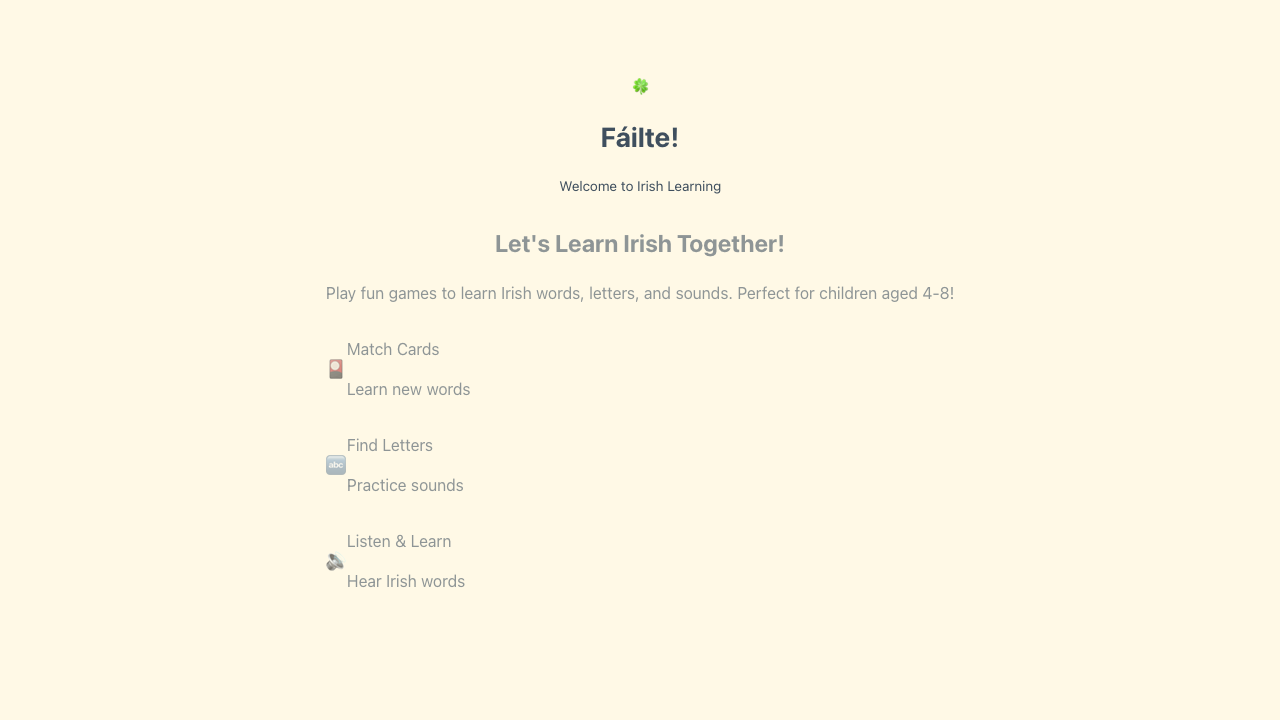 Fáilte!
Welcome to Irish Learning
Let's Learn Irish Together!
Play fun games to learn Irish words, letters, and sounds. Perfect for children aged 4-8!
Match Cards
Learn new words
Find Letters
abc
Practice sounds
Listen & Learn
Hear Irish words